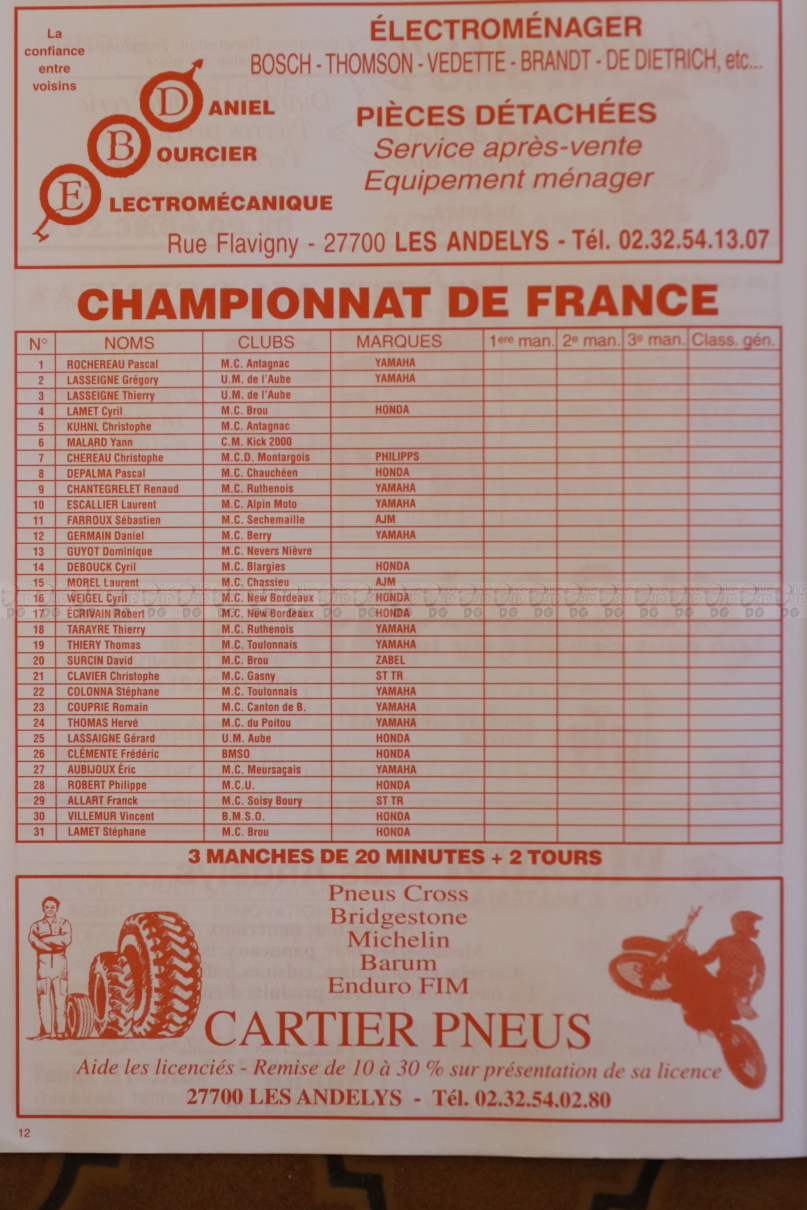 La
confiance
entre
voisins
DANIEL
BOURCIER
ELECTROMÉCANIQUE
ÉLECTROMÉNAGER
BOSCH - THOMSON - VEDETTE - BRANDT - DE DIETRICH, etc...
PIÈCES DÉTACHÉES
Service après-vente
Equipement ménager
Rue Flavigny - 27700 LES ANDELYS - Tél. 02.32.54.13.07
CHAMPIONNAT DE FRANCE
N° NOMS CLUBS MARQUES 1ere man. 2e man. 3e man. Class. gén.
1 ROCHEREAU Pascal M.C. Antagnac YAMAHA
2 LASSEIGNE Grégory U.M. de l'Aube YAMAHA
3 LASSEIGNE Thierry U.M. de l'Aube
4 LAMET Cyril M.C. Brou HONDA
5 KUHNL Christophe M.C. Antagnac
6 MALARD Yann C.M. Kick 2000
7 CHEREAU Christophe M.C.D. Montargois PHILIPPS
8 DEPALMA Pascal M.C. Chauchéen HONDA
9 CHANTEGRELET Renaud M.C. Ruthenois YAMAHA
10 ESCALLIER Laurent M.C. Alpin Moto YAMAHA
11 FARROUX Sébastien M.C. Sechemaille AJM
12 GERMAIN Daniel M.C. Berry YAMAHA
13 GUYOT Dominique M.C. Nevers Nièvre
14 DEBOUCK Cyril M.C. Blargies HONDA
15 MOREL Laurent M.C. Chassieu AJM
16 WEIGEL Cyril M.C. New Bordeaux HONDA
17 ÉCRIVAIN Robert M.C. New Bordeaux HONDA
18 TARAYRE Thierry M.C. Ruthenois YAMAHA
19 THIERY Thomas M.C. Toulonnais YAMAHA
20 SURCIN David M.C. Brou ZABEL
21 CLAVIER Christophe M.C. Gasny ST TR
22 COLONNA Stéphane M.C. Toulonnais YAMAHA
23 COUPRIE Romain M.C. Canton de B. YAMAHA
24 THOMAS Hervé M.C. du Poitou YAMAHA
25 LASSAIGNE Gérard U.M. Aube HONDA
26 CLÉMENTE Frédéric BMSO HONDA
27 AUBIJOUX Éric M.C. Meursaçais YAMAHA
28 ROBERT Philippe M.C.U. HONDA
29 ALLART Franck M.C. Soisy Boury ST TR
30 VILLEMUR Vincent B.M.S.O. HONDA
31 LAMET Stéphane M.C. Brou HONDA
3 MANCHES DE 20 MINUTES + 2 TOURS
Pneus Cross
Bridgestone
Michelin
Barum
Enduro FIM
CARTIER PNEUS
Aide les licenciés - Remise de 10 à 30 % sur présentation de sa licence
27700 LES ANDELYS - Tél. 02.32.54.02.80
12